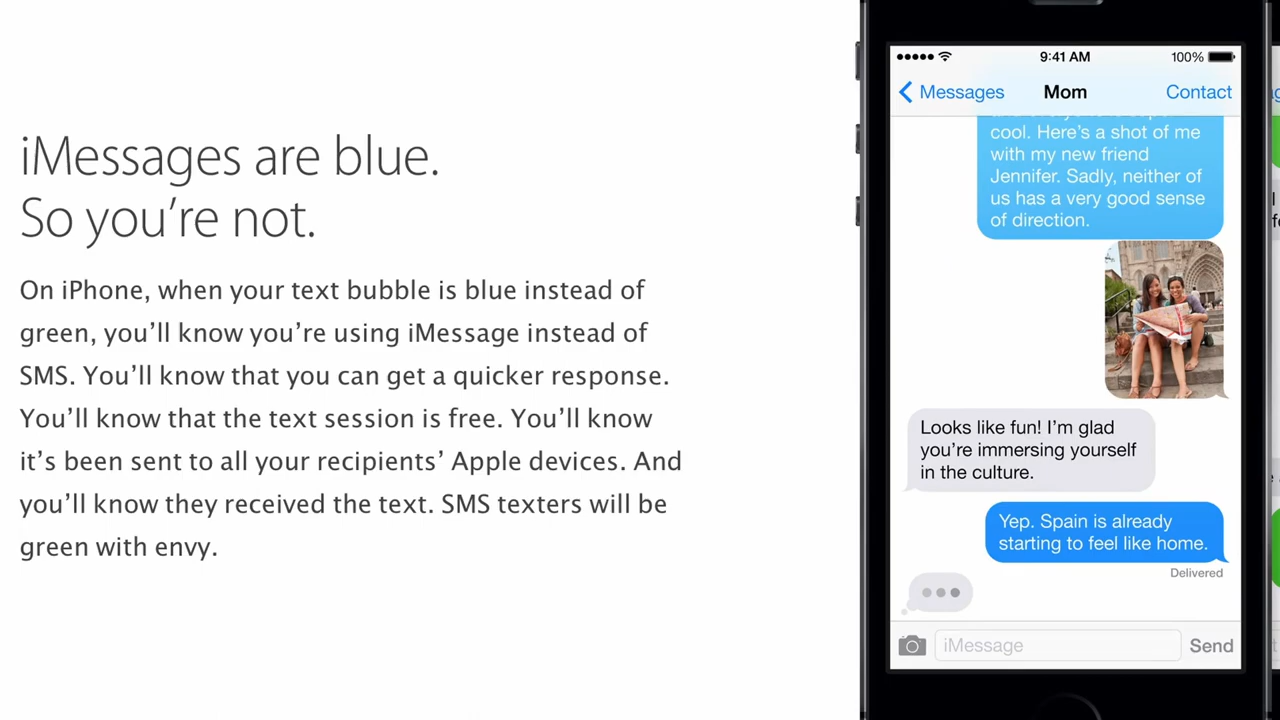 iMessages are blue.
So you're not.
On iPhone, when your text bubble is blue instead of
green, you'll know you're using iMessage instead of
SMS. You'll know that you can get a quicker response.
You'll know that the text session is free. You'll know
it's been sent to all your recipients' Apple devices. And
you'll know they received the text. SMS texters will be
green with envy.
9:41 AM
100%
Messages
Mom
Contact
cool. Here's a shot of me
with my new friend
Jennifer. Sadly, neither of
us has a very good sense
of direction.
Looks like fun! I'm glad
you're immersing yourself
in the culture.
Yep. Spain is already
starting to feel like home.
Delivered
iMessage
Send